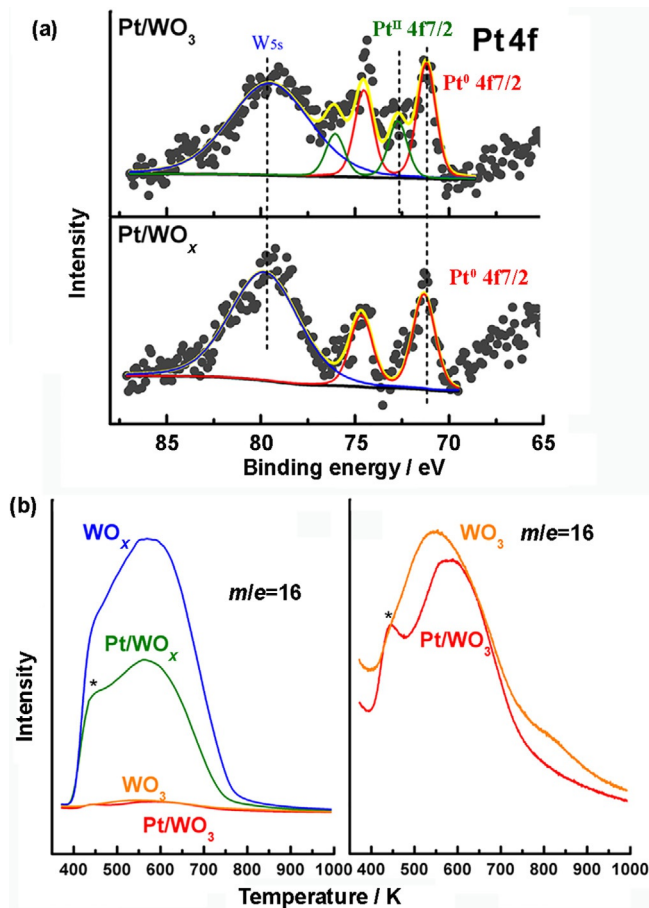 (a)
Pt/WO3
W5s
PtII 4f7/2
Pt 4f
Pt0 4f7/2
Pt/WOx
Pt0 4f7/2
Intensity
85 80 75 70 65
Binding energy / eV
(b)
WOx
m/e=16
Pt/WOx
*
WO3
Pt/WO3
WO3
m/e=16
*
Pt/WO3
Intensity
400 500 600 700 800 900 1000
400 500 600 700 800 900 1000
Temperature / K